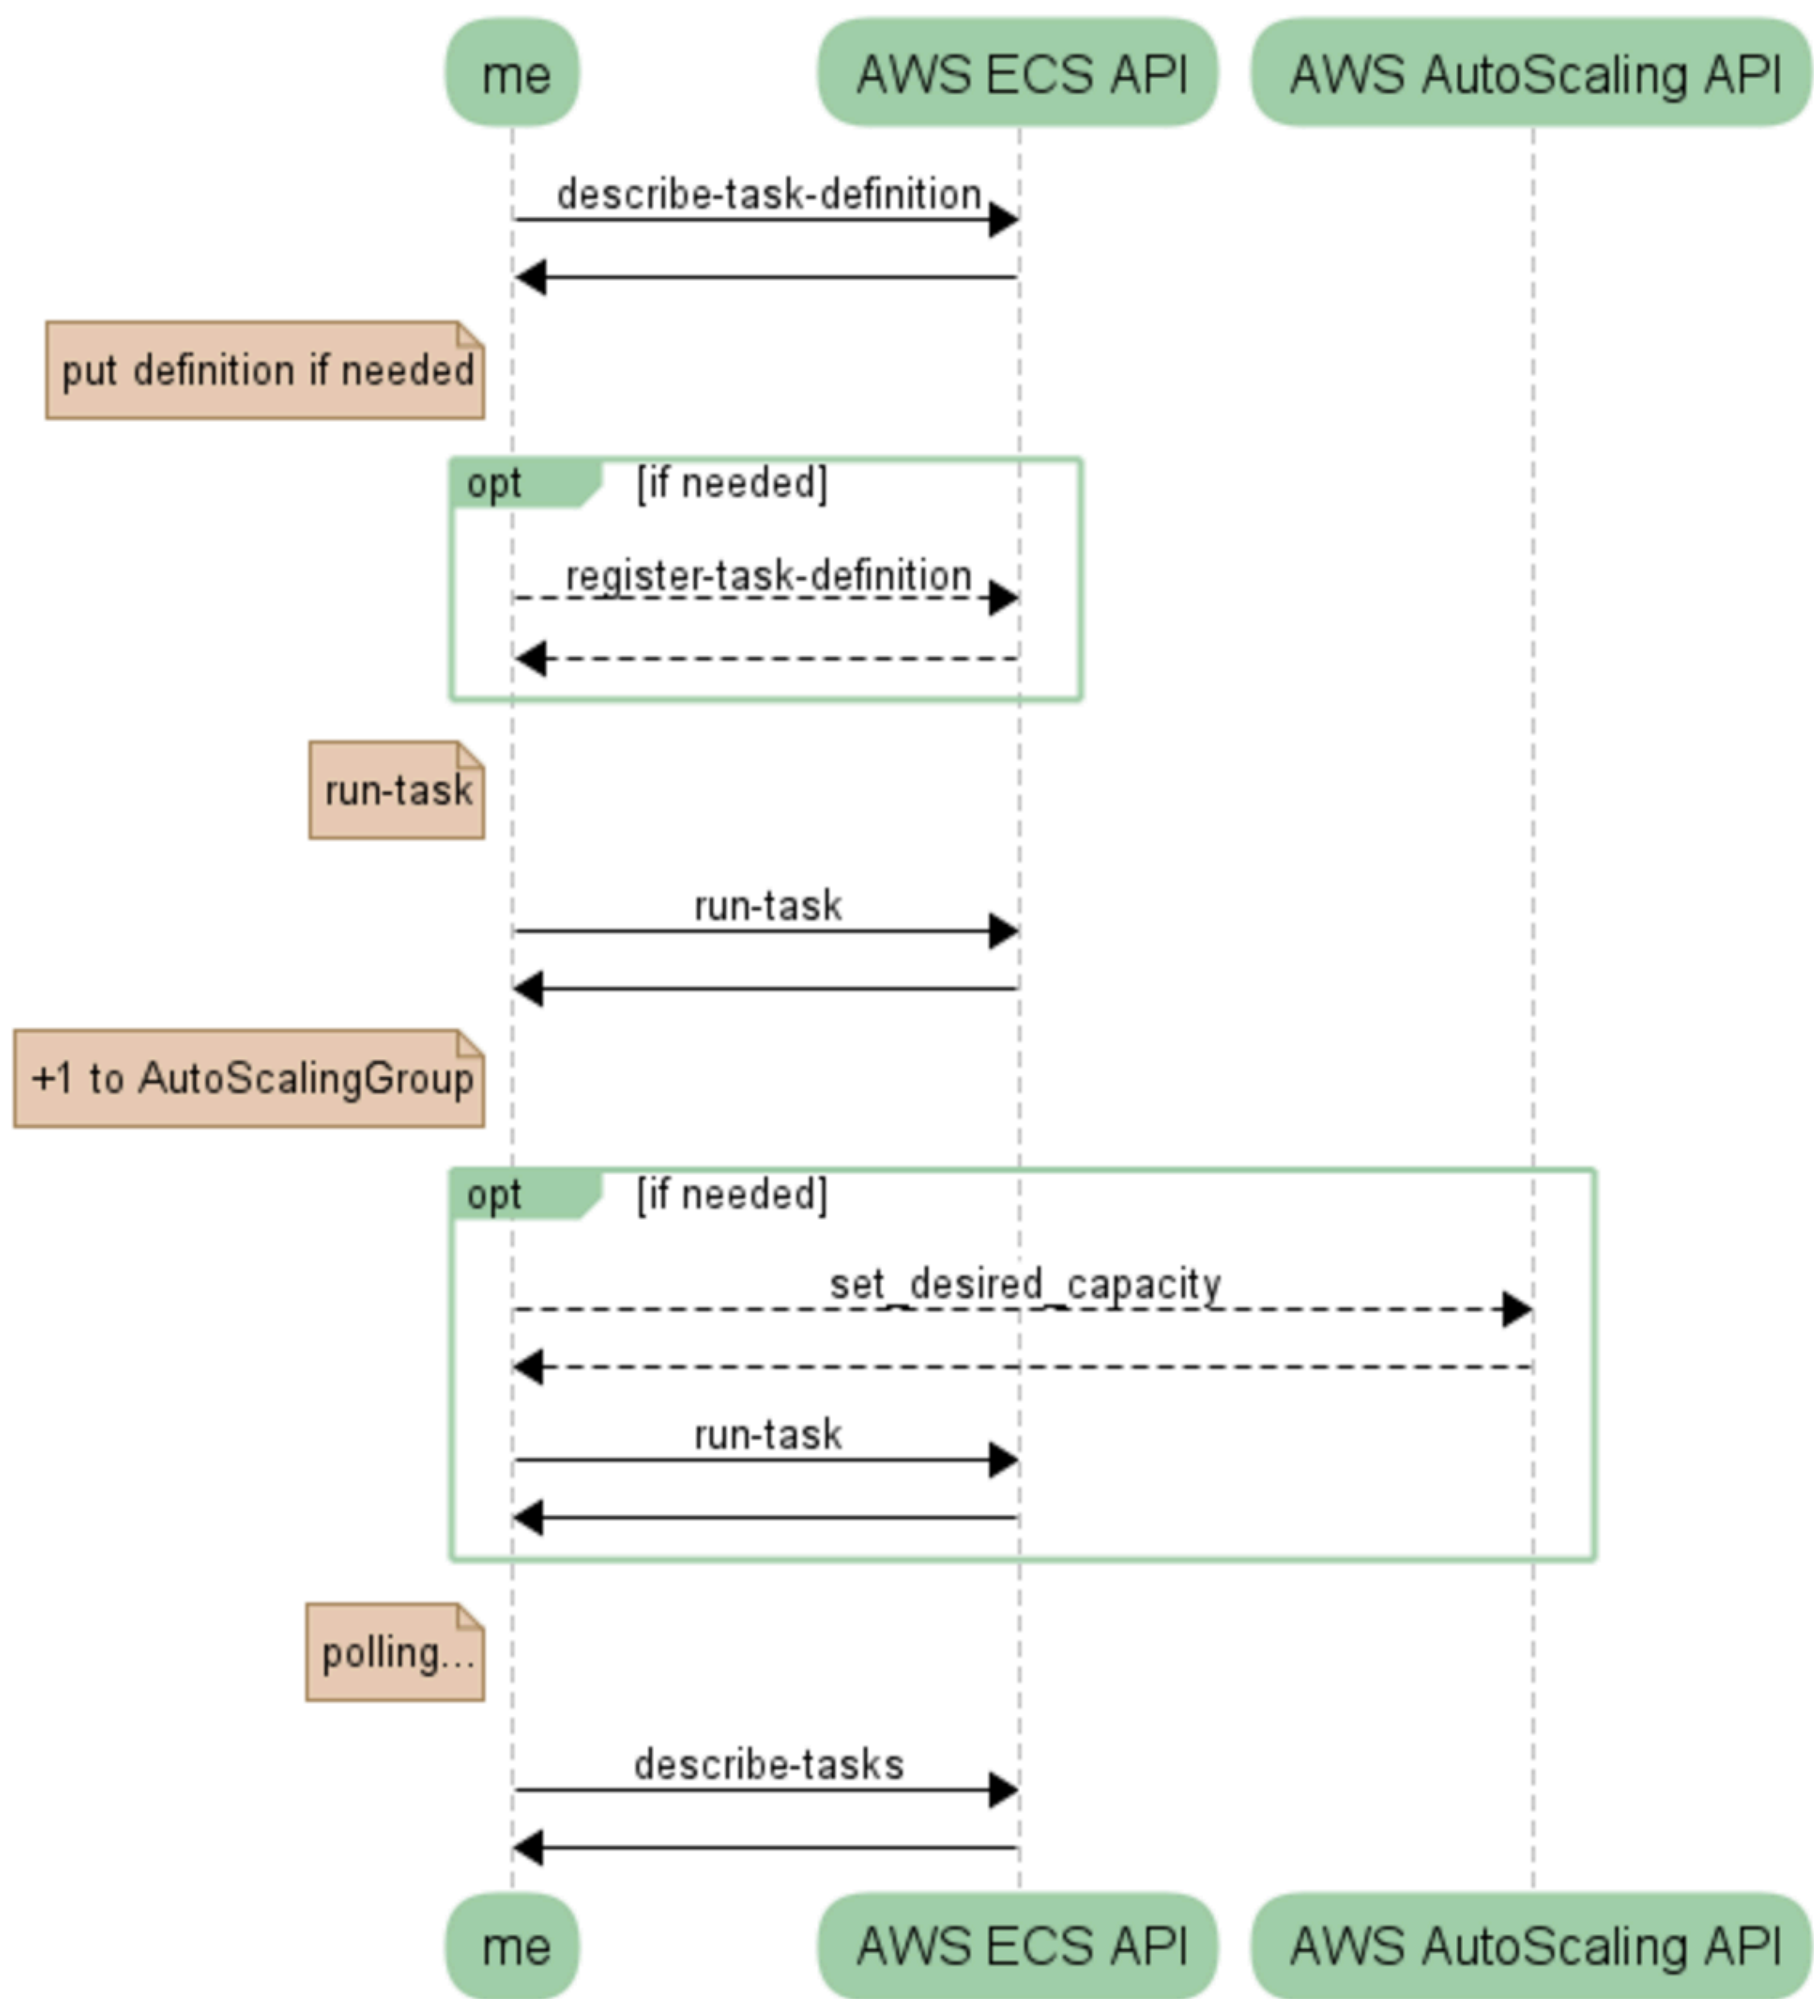 me
AWS ECS API
AWS AutoScaling API
describe-task-definition
put definition if needed
opt
[if needed]
register-task-definition
run-task
run-task
+1 to AutoScalingGroup
opt
[if needed]
set_desired_capacity
run-task
polling...
describe-tasks
me
AWS ECS API
AWS AutoScaling API